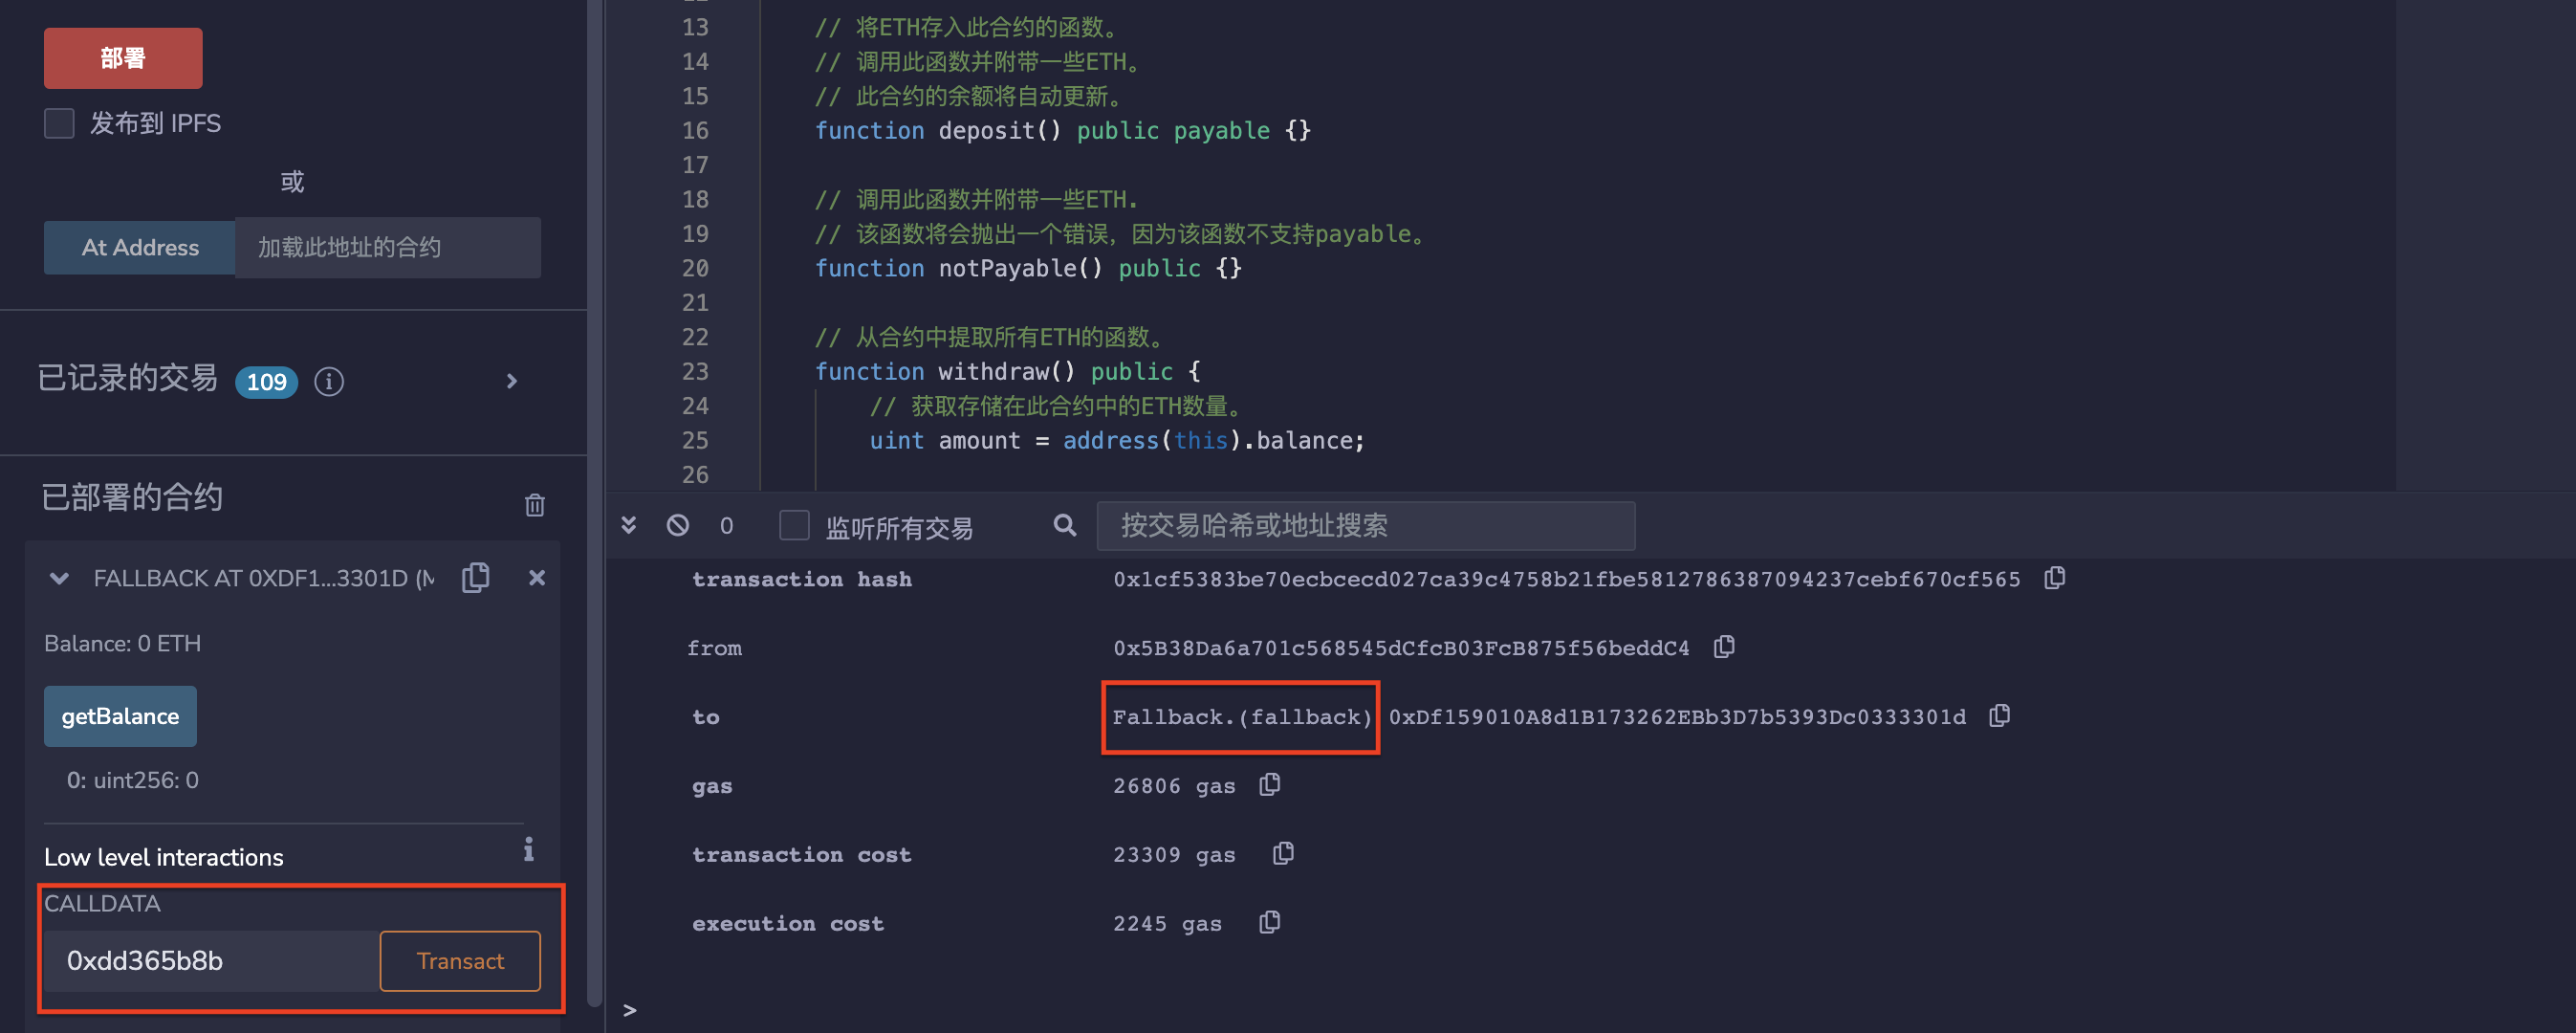 部署
发布到 IPFS
或
At Address 加载此地址的合约
已记录的交易 109
已部署的合约
FALLBACK AT 0XDF1...3301D (M
Balance: 0 ETH
getBalance
0: uint256: 0
Low level interactions
CALLDATA
0xdd365b8b Transact
13 // 将ETH存入此合约的函数。
14 // 调用此函数并附带一些ETH。
15 // 此合约的余额将自动更新。
16 function deposit() public payable {}
17
18 // 调用此函数并附带一些ETH.
19 // 该函数将会抛出一个错误，因为该函数不支持payable。
20 function notPayable() public {}
21
22 // 从合约中提取所有ETH的函数。
23 function withdraw() public {
24 // 获取存储在此合约中的ETH数量。
25 uint amount = address(this).balance;
26
0 监听所有交易 按交易哈希或地址搜索
transaction hash 0x1cf5383be70ecbcecd027ca39c4758b21fbe5812786387094237cebf670cf565
from 0x5B38Da6a701c568545dCfcB03FcB875f56beddC4
to Fallback.(fallback) 0xDf159010A8d1B173262EBb3D7b5393Dc0333301d
gas 26806 gas
transaction cost 23309 gas
execution cost 2245 gas
>